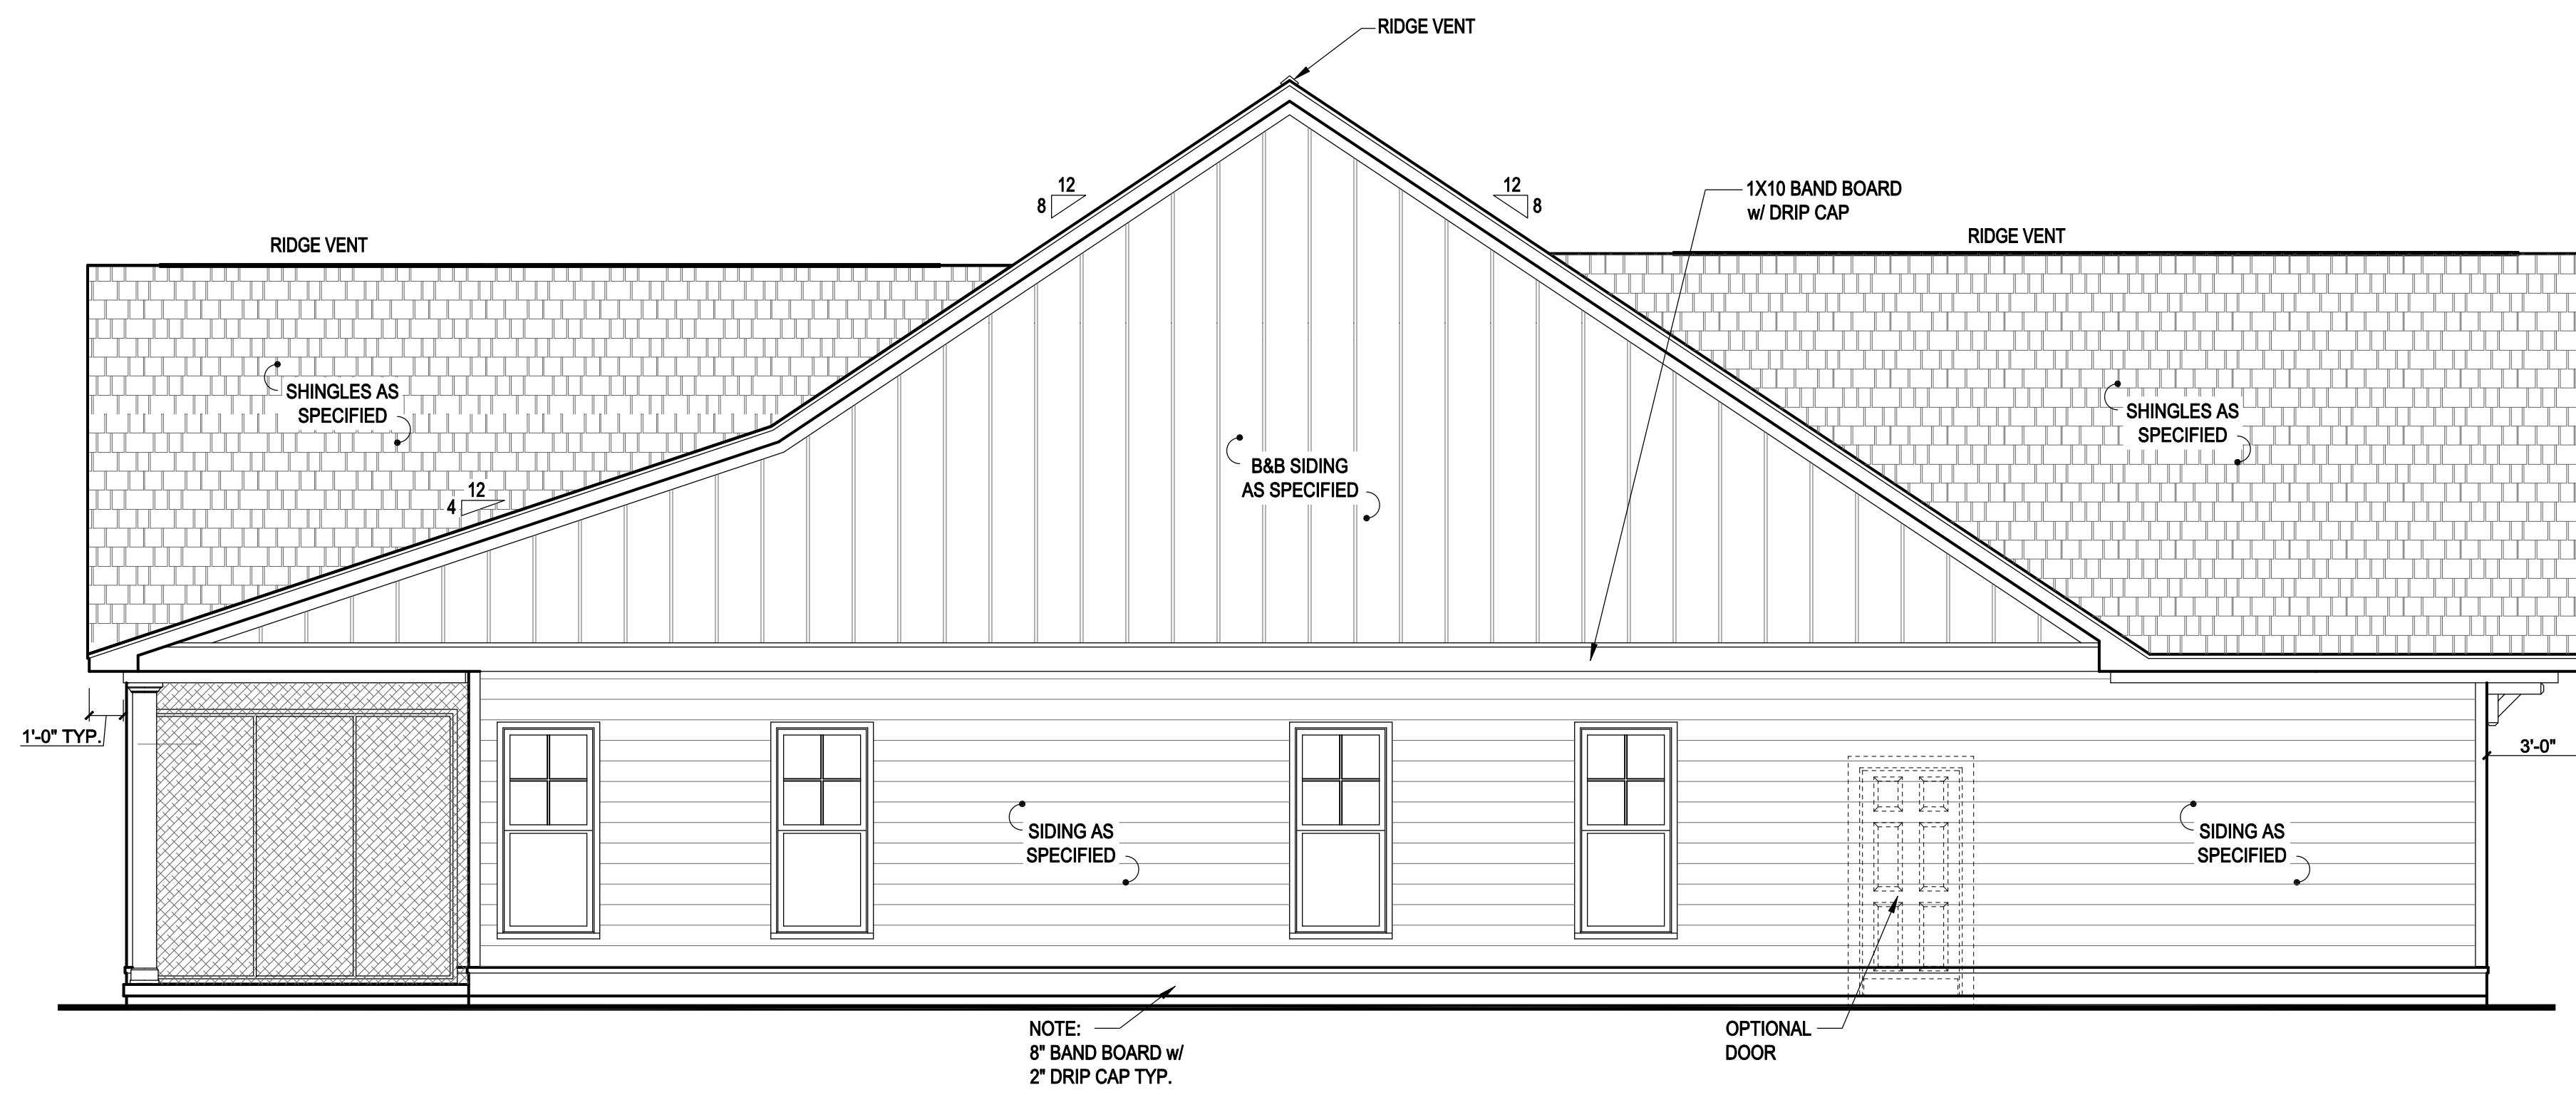 RIDGE VENT
12
8
12
8
1X10 BAND BOARD
w/ DRIP CAP
RIDGE VENT
RIDGE VENT
SHINGLES AS
SPECIFIED
SHINGLES AS
SPECIFIED
B&B SIDING
AS SPECIFIED
12
4
1'-0" TYP.
3'-0"
SIDING AS
SPECIFIED
SIDING AS
SPECIFIED
NOTE:
8" BAND BOARD w/
2" DRIP CAP TYP.
OPTIONAL
DOOR